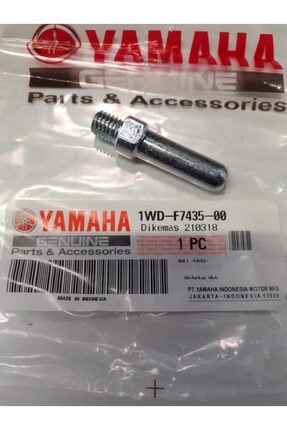 YAMAHA
GENUINE
Parts & Accessories
YAMAHA
GENUINE
Parts & Accessories
1WD-F7435-00
Dikemas 210318
1 PC
MADE IN INDONESIA
PT. YAMAHA INDONESIA MOTOR MFG.
JAKARTA-INDONESIA 13920